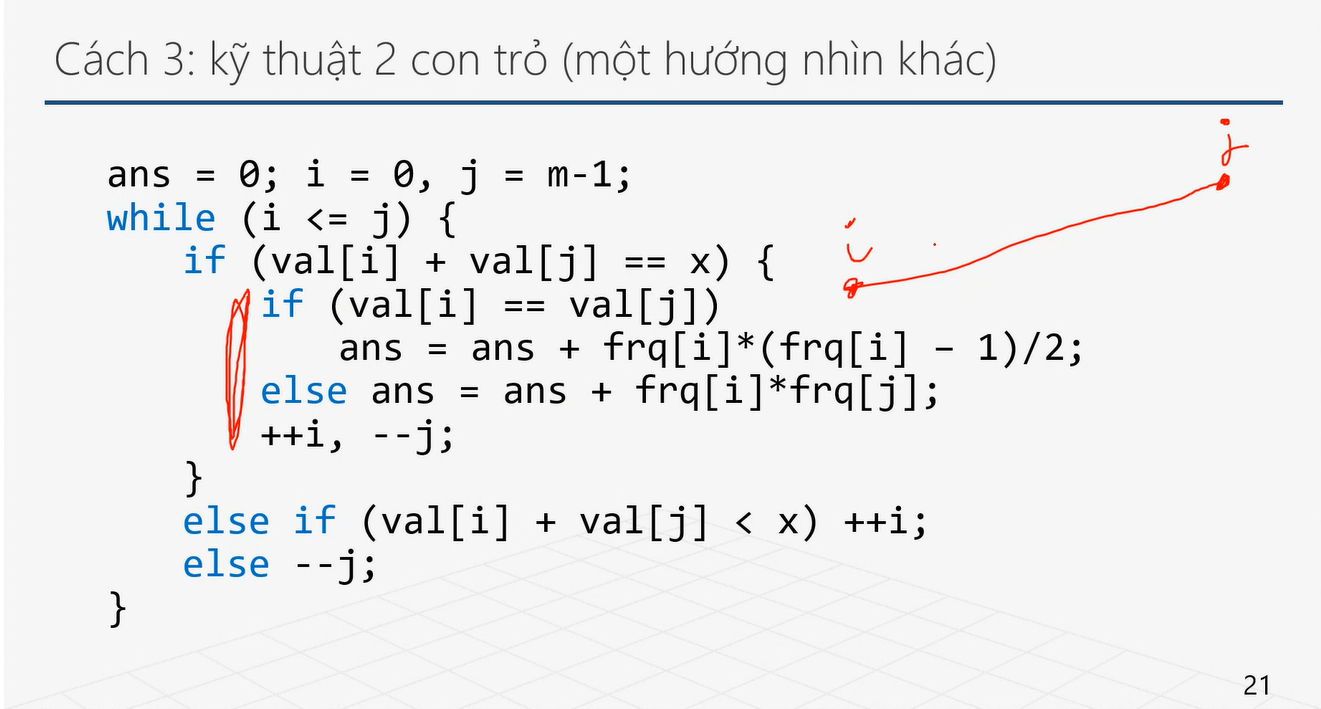 Cách 3: kỹ thuật 2 con trỏ (một hướng nhìn khác)
j
ans = 0; i = 0, j = m-1;
while (i <= j) {
i
if (val[i] + val[j] == x) {
if (val[i] == val[j])
ans = ans + frq[i]*(frq[i] – 1)/2;
else ans = ans + frq[i]*frq[j];
++i, --j;
}
else if (val[i] + val[j] < x) ++i;
else --j;
}
21